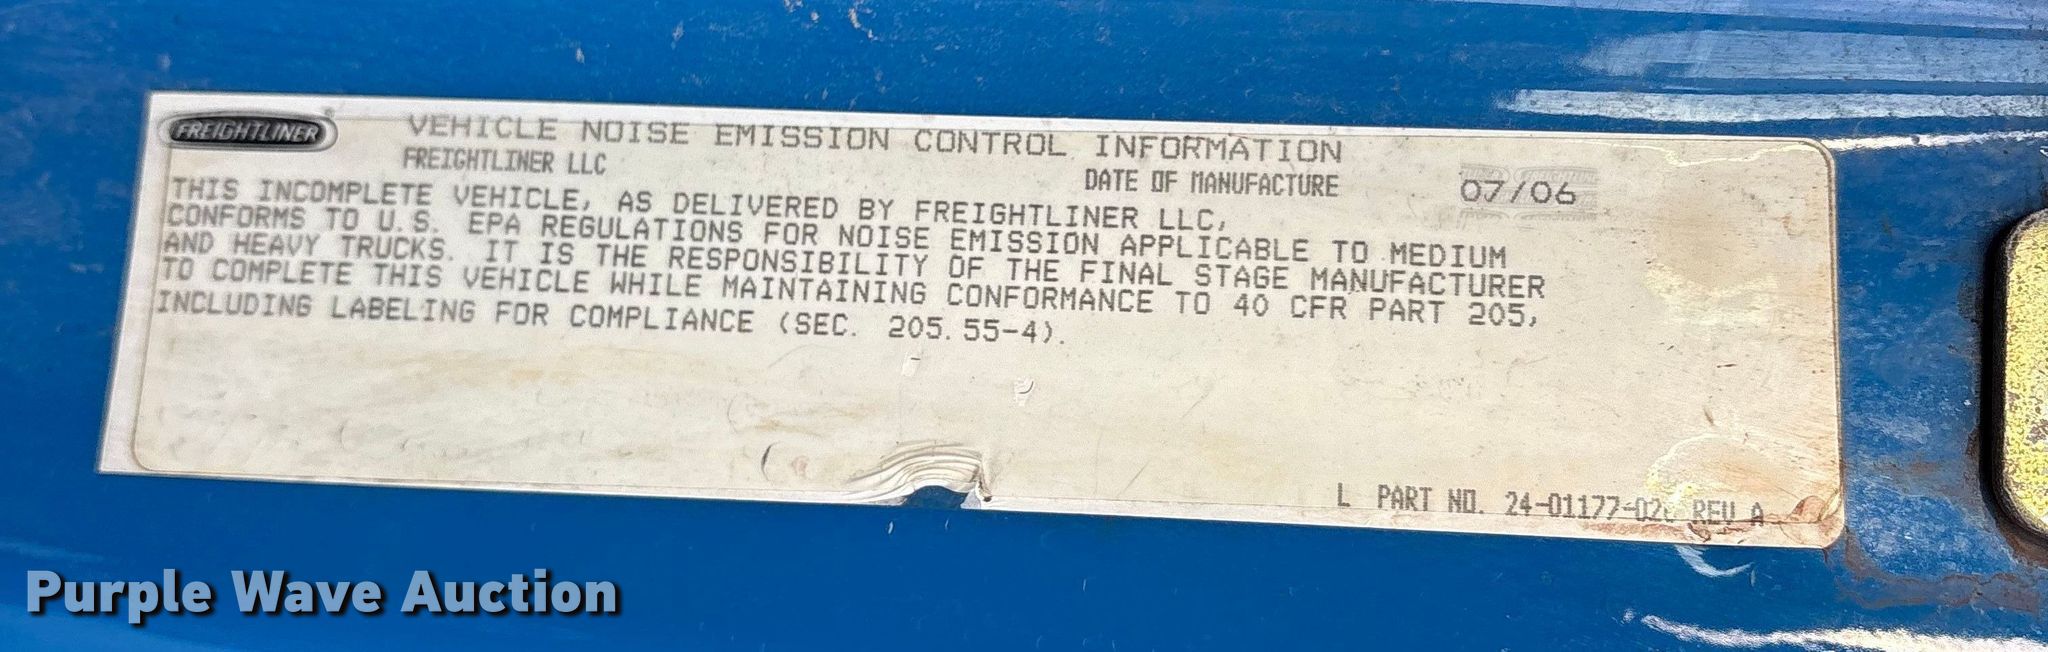 FREIGHTLINER®
VEHICLE NOISE EMISSION CONTROL INFORMATION
FREIGHTLINER LLC
DATE OF MANUFACTURE 07/06
THIS INCOMPLETE VEHICLE, AS DELIVERED BY FREIGHTLINER LLC,
CONFORMS TO U.S. EPA REGULATIONS FOR NOISE EMISSION APPLICABLE TO MEDIUM
AND HEAVY TRUCKS. IT IS THE RESPONSIBILITY OF THE FINAL STAGE MANUFACTURER
TO COMPLETE THIS VEHICLE WHILE MAINTAINING CONFORMANCE TO 40 CFR PART 205,
INCLUDING LABELING FOR COMPLIANCE (SEC. 205.55-4).
L PART NO. REV A
Purple Wave Auction